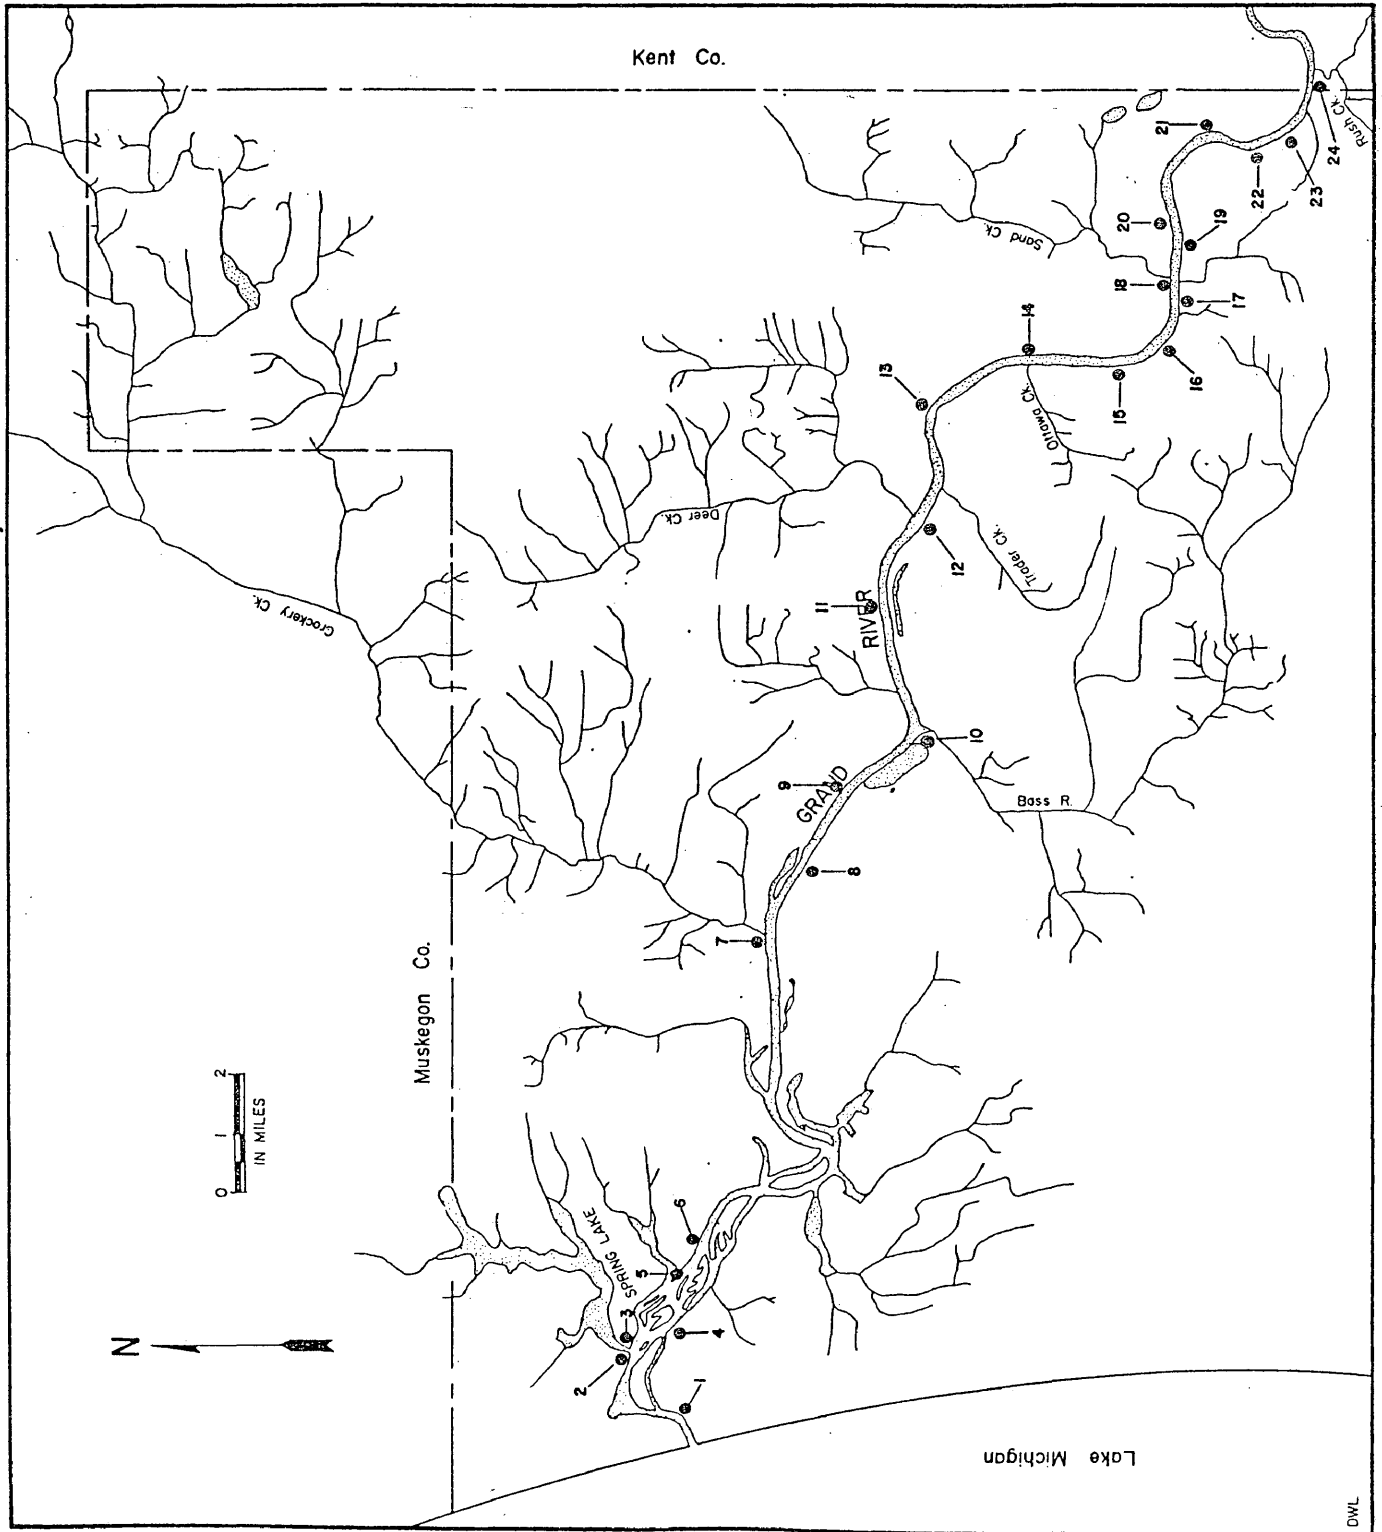 Kent Co.
Muskegon Co.
N
0 1 2
IN MILES
Crockery Ck.
Deer Ck.
Sand Ck.
Rush Ck.
Ottawa Ck.
Trader Ck.
Bass R.
GRAND
RIVER
SPRING LAKE
Lake Michigan
1
2
3
4
5
6
7
8
9
10
11
12
13
14
15
16
17
18
19
20
21
22
23
24
DWL